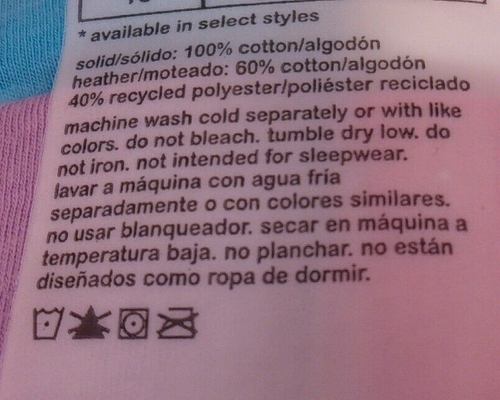 * available in select styles
solid/sólido: 100% cotton/algodón
heather/moteado: 60% cotton/algodón
40% recycled polyester/poliéster reciclado
machine wash cold separately or with like
colors. do not bleach. tumble dry low. do
not iron. not intended for sleepwear.
lavar a máquina con agua fría
separadamente o con colores similares.
no usar blanqueador. secar en máquina a
temperatura baja. no planchar. no están
diseñados como ropa de dormir.